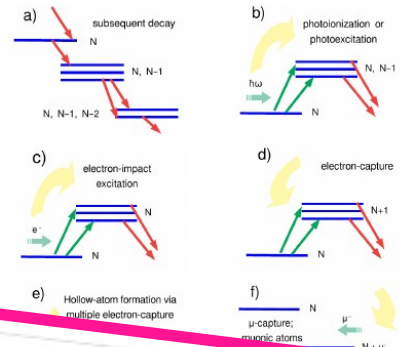 a)
subsequent decay
N
N, N−1
N, N−1, N−2
b)
photoionization or
photoexcitation
N, N−1
ħω
N
c)
electron-impact
excitation
N
e⁻
N
d)
electron-capture
N+1
N
e)
Hollow-atom formation via
multiple electron-capture
f)
N
μ-capture;
muonic atoms
μ⁻